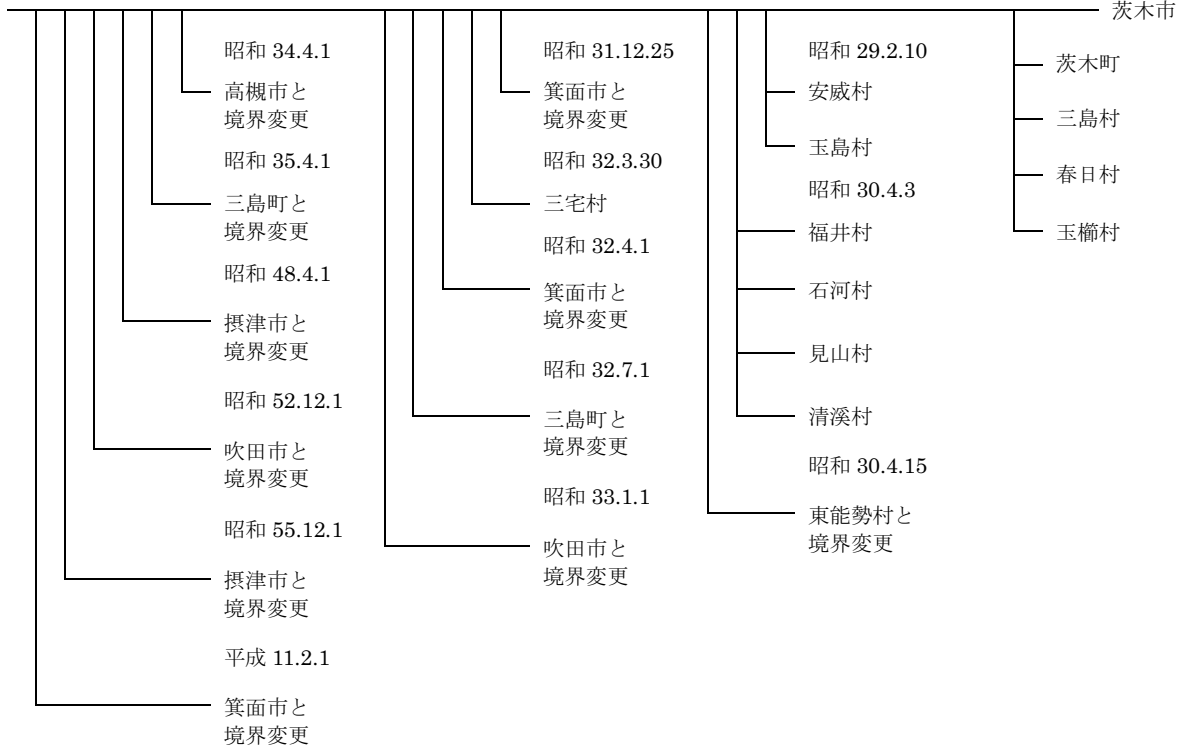 茨木市
茨木町
三島村
春日村
玉櫛村
昭和 29.2.10
安威村
玉島村
昭和 30.4.3
福井村
石河村
見山村
清溪村
昭和 30.4.15
東能勢村と
境界変更
昭和 31.12.25
箕面市と
境界変更
昭和 32.3.30
三宅村
昭和 32.4.1
箕面市と
境界変更
昭和 32.7.1
三島町と
境界変更
昭和 33.1.1
吹田市と
境界変更
昭和 34.4.1
高槻市と
境界変更
昭和 35.4.1
三島町と
境界変更
昭和 48.4.1
摂津市と
境界変更
昭和 52.12.1
吹田市と
境界変更
昭和 55.12.1
摂津市と
境界変更
平成 11.2.1
箕面市と
境界変更